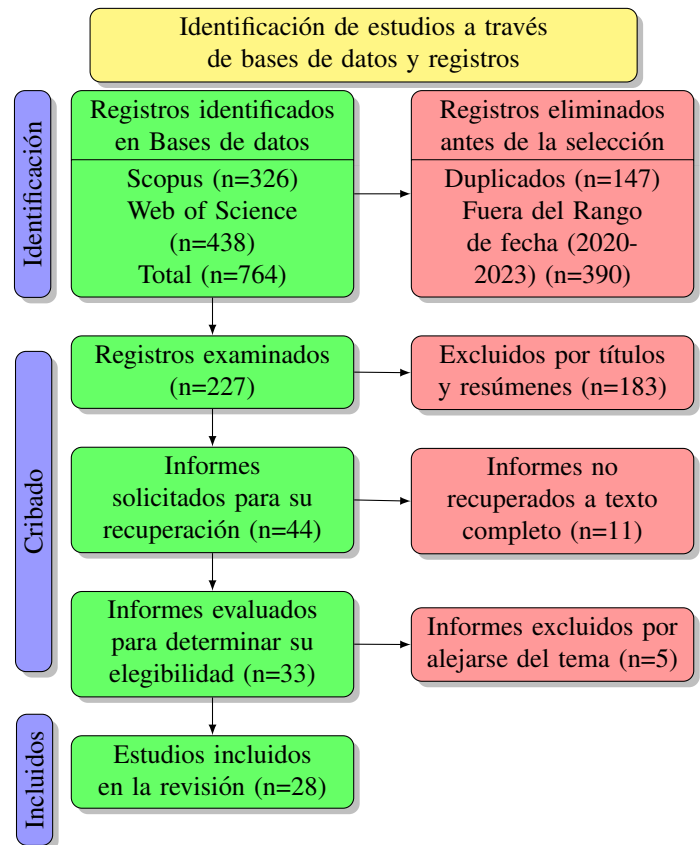 Identificación de estudios a través
de bases de datos y registros
Identificación
Registros identificados
en Bases de datos
Scopus (n=326)
Web of Science
(n=438)
Total (n=764)
Registros eliminados
antes de la selección
Duplicados (n=147)
Fuera del Rango
de fecha (2020-
2023) (n=390)
Cribado
Registros examinados
(n=227)
Excluidos por títulos
y resúmenes (n=183)
Informes
solicitados para su
recuperación (n=44)
Informes no
recuperados a texto
completo (n=11)
Informes evaluados
para determinar su
elegibilidad (n=33)
Informes excluidos por
alejarse del tema (n=5)
Incluidos
Estudios incluidos
en la revisión (n=28)